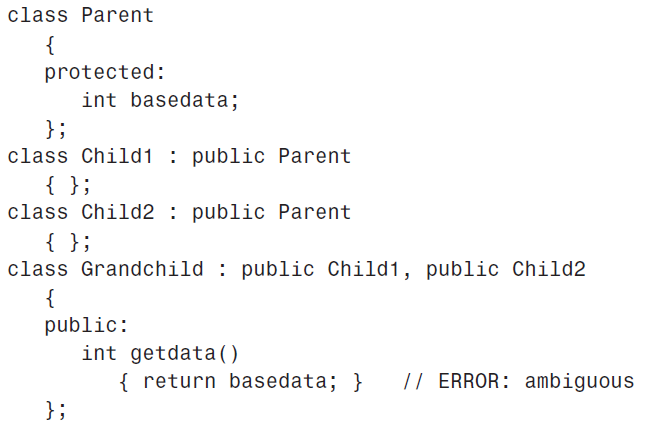 class Parent
   {
   protected:
      int basedata;
   };
class Child1 : public Parent
   { };
class Child2 : public Parent
   { };
class Grandchild : public Child1, public Child2
   {
   public:
      int getdata()
         { return basedata; }   // ERROR: ambiguous
   };